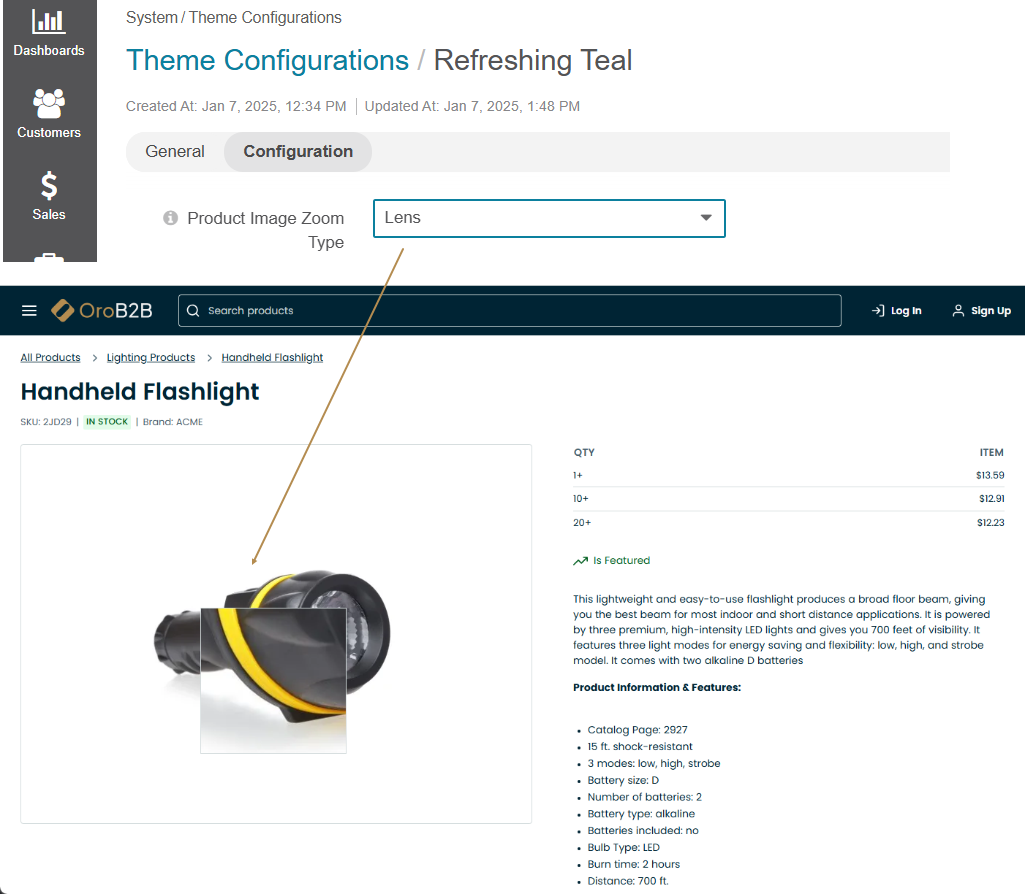 Dashboards
Customers
Sales
System / Theme Configurations
Theme Configurations / Refreshing Teal
Created At: Jan 7, 2025, 12:34 PM | Updated At: Jan 7, 2025, 1:48 PM
General Configuration
Product Image Zoom
Type
Lens
OroB2B
Search products
Log In
Sign Up
All Products > Lighting Products > Handheld Flashlight
Handheld Flashlight
SKU: 2JD29 | IN STOCK | Brand: ACME
QTY ITEM
1+ $13.59
10+ $12.91
20+ $12.23
Is Featured
This lightweight and easy-to-use flashlight produces a broad floor beam, giving
you the best beam for most indoor and short distance applications. It is powered
by three premium, high-intensity LED lights and gives you 700 feet of visibility. It
features three light modes for energy saving and flexibility: low, high, and strobe
model. It comes with two alkaline D batteries
Product Information & Features:
• Catalog Page: 2927
• 15 ft. shock-resistant
• 3 modes: low, high, strobe
• Battery size: D
• Number of batteries: 2
• Battery type: alkaline
• Batteries included: no
• Bulb Type: LED
• Burn time: 2 hours
• Distance: 700 ft.